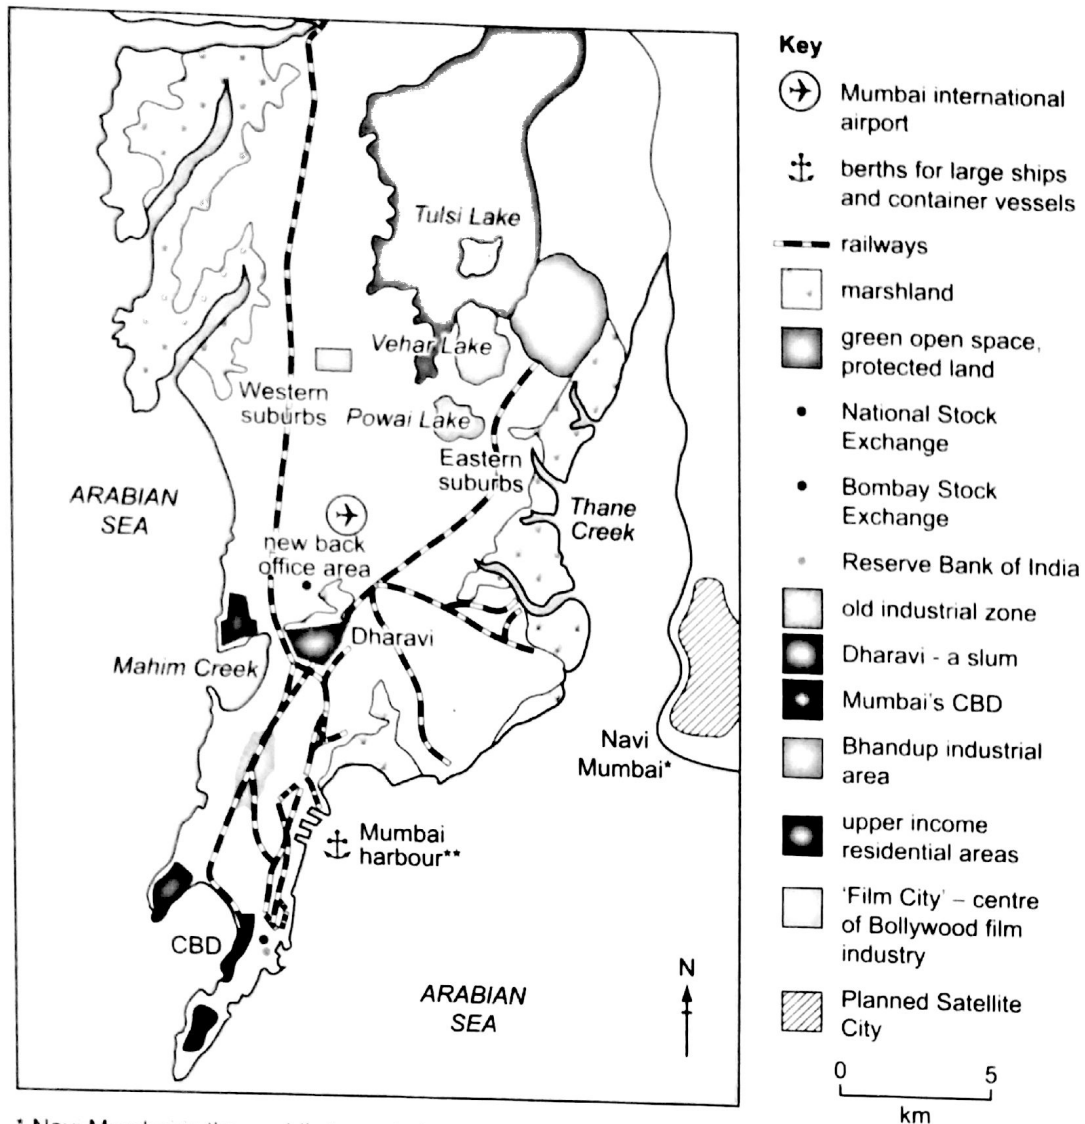 Tulsi Lake
Vehar Lake
Western
suburbs
Powai Lake
Eastern
suburbs
ARABIAN
SEA
Thane
Creek
new back
office area
Dharavi
Mahim Creek
Navi
Mumbai*
Mumbai
harbour**
CBD
ARABIAN
SEA
N
Key
Mumbai international
airport
berths for large ships
and container vessels
railways
marshland
green open space,
protected land
National Stock
Exchange
Bombay Stock
Exchange
Reserve Bank of India
old industrial zone
Dharavi - a slum
Mumbai's CBD
Bhandup industrial
area
upper income
residential areas
'Film City' – centre
of Bollywood film
industry
Planned Satellite
City
0 5
km